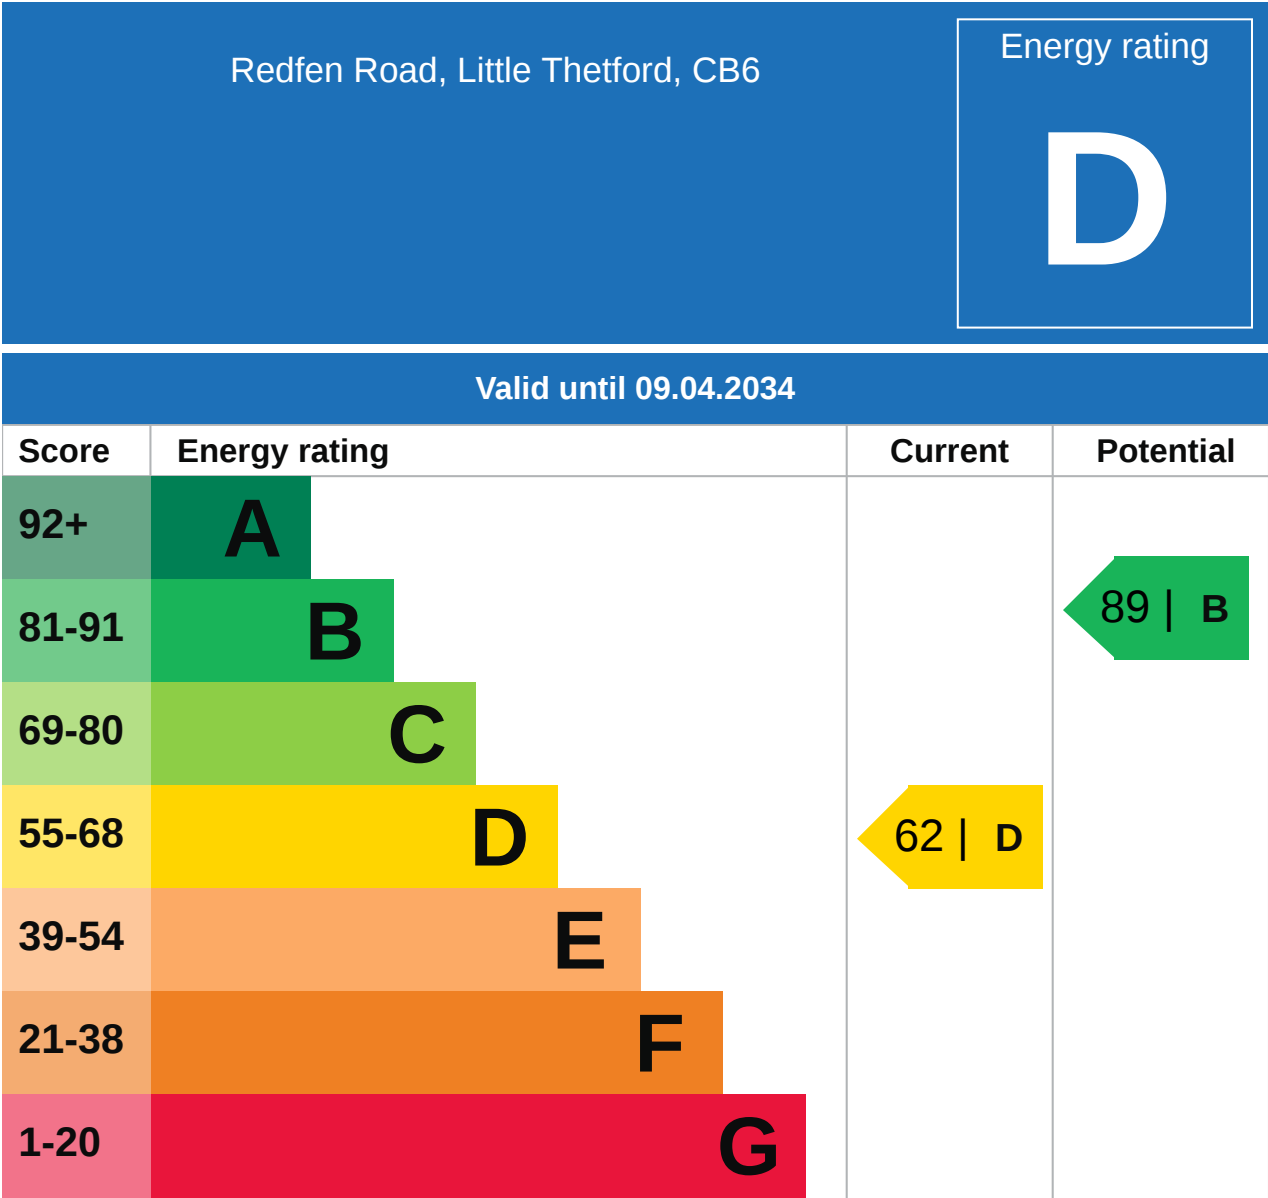 Redfen Road, Little Thetford, CB6
Energy rating
D
Valid until 09.04.2034
Score Energy rating Current Potential
92+ A
81-91 B 89 | B
69-80 C
55-68 D 62 | D
39-54 E
21-38 F
1-20 G